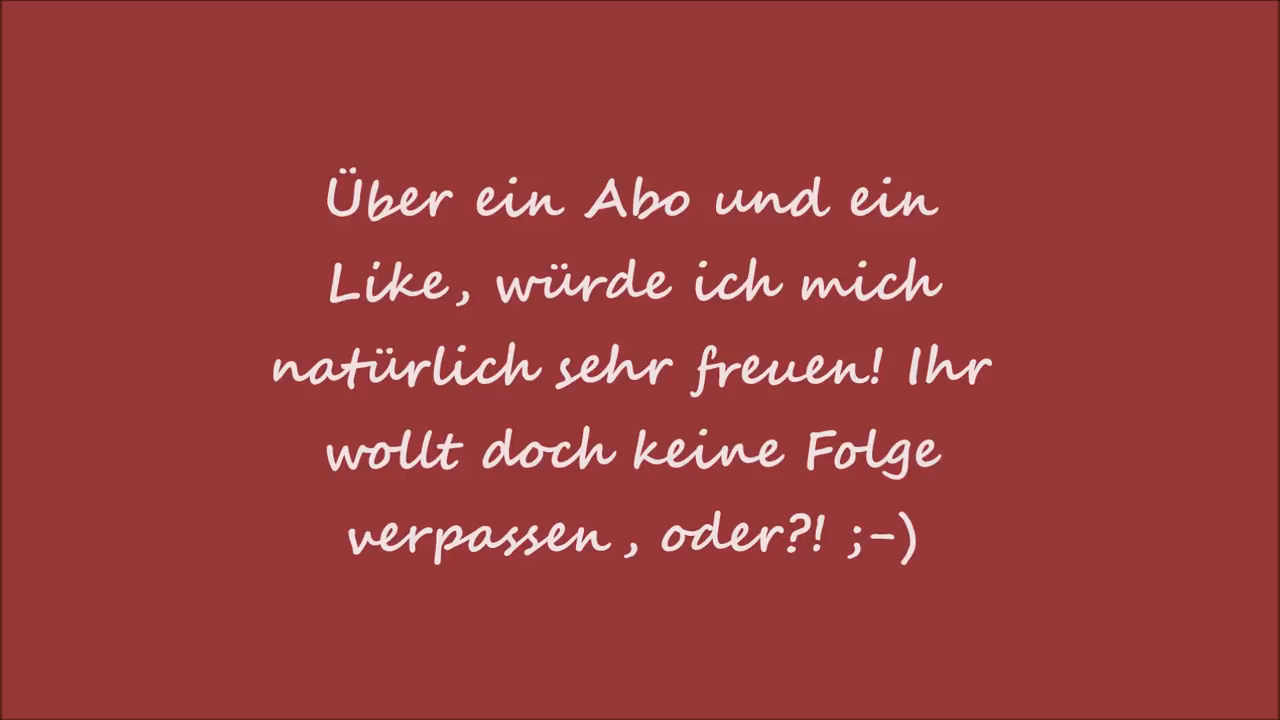 Über ein Abo und ein
Like, würde ich mich
natürlich sehr freuen! Ihr
wollt doch keine Folge
verpassen, oder?! ;-)